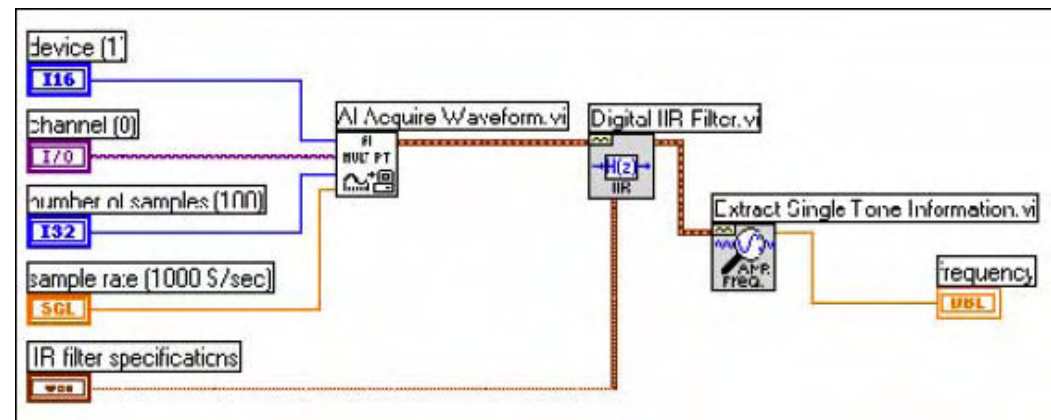 device (1)
I16
channel (0)
I/O
number of samples (100)
I32
sample rate (1000 S/sec)
SGL
IIR filter specifications
AI Acquire Waveform.vi
AI
MULT PT
Digital IIR Filter.vi
H(z)
IIR
Extract Single Tone Information.vi
AMP.
FREQ.
frequency
DBL